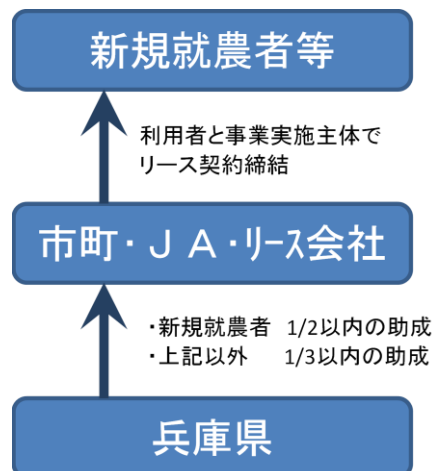 新規就農者等
利用者と事業実施主体で
リース契約締結
市町・ＪＡ・ﾘｰｽ会社
・新規就農者 1/2以内の助成
・上記以外 1/3以内の助成
兵庫県